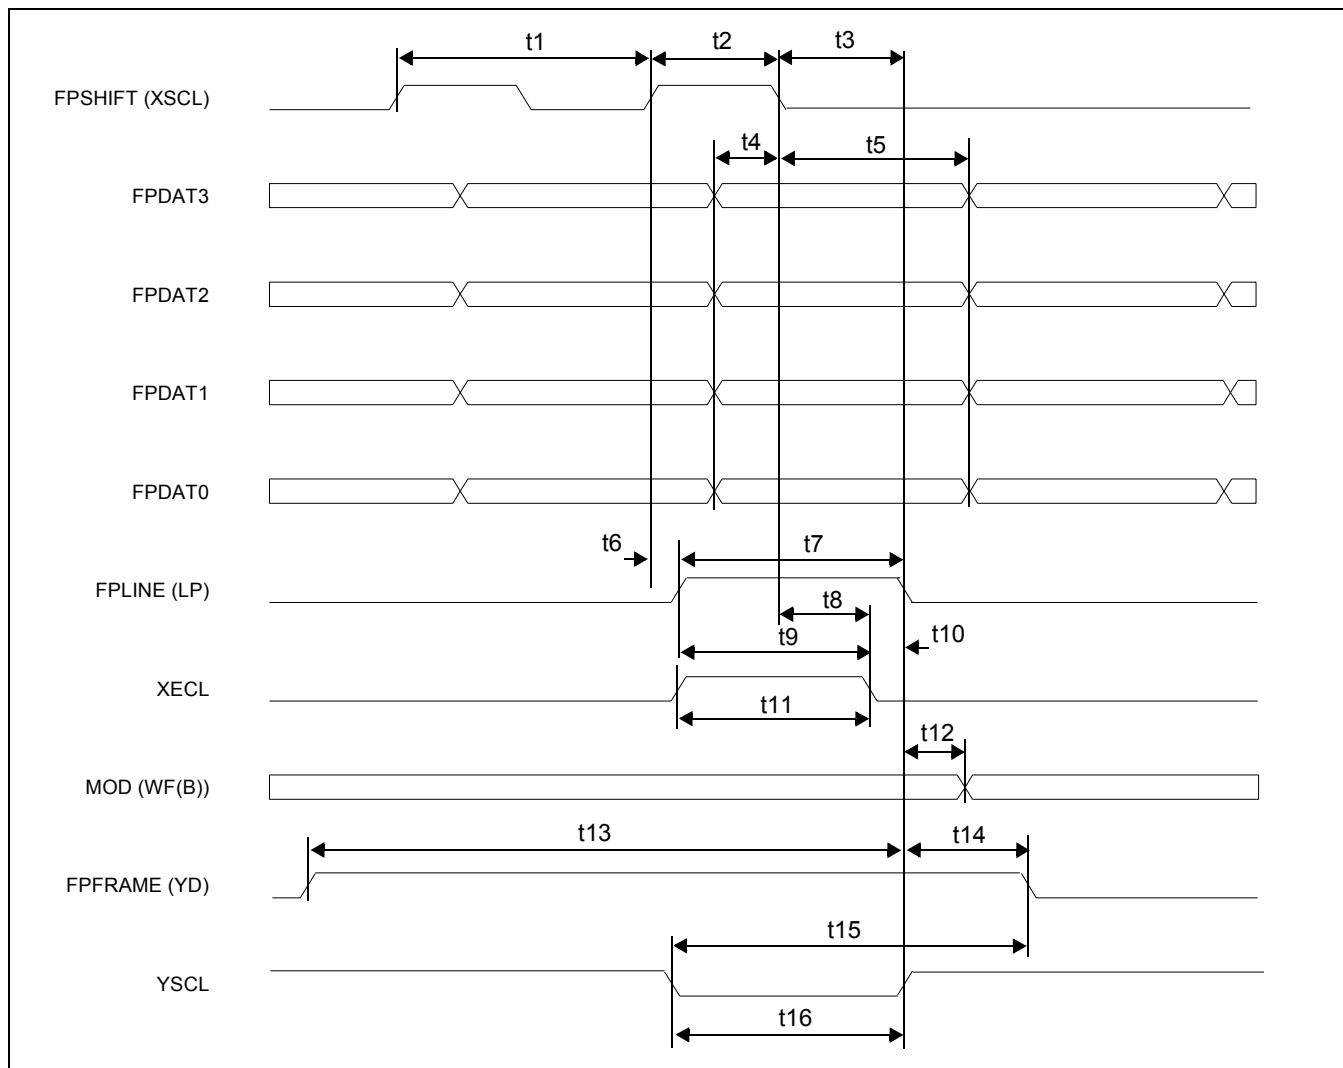 t1 t2 t3
FPSHIFT (XSCL)
t4 t5
FPDAT3
FPDAT2
FPDAT1
FPDAT0
t6 t7
FPLINE (LP)
t8
t9 t10
XECL
t11
t12
MOD (WF(B))
t13 t14
FPFRAME (YD)
t15
YSCL
t16